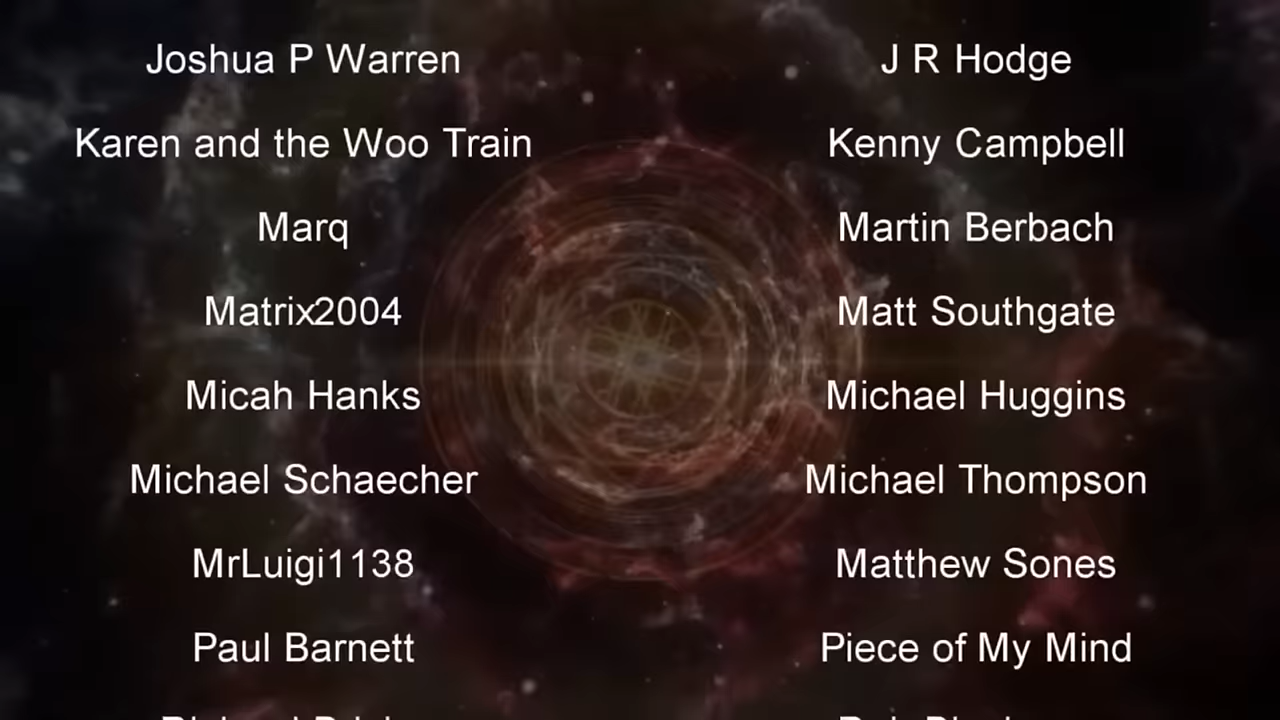 Joshua P Warren
J R Hodge
Karen and the Woo Train
Kenny Campbell
Marq
Martin Berbach
Matrix2004
Matt Southgate
Micah Hanks
Michael Huggins
Michael Schaecher
Michael Thompson
MrLuigi1138
Matthew Sones
Paul Barnett
Piece of My Mind